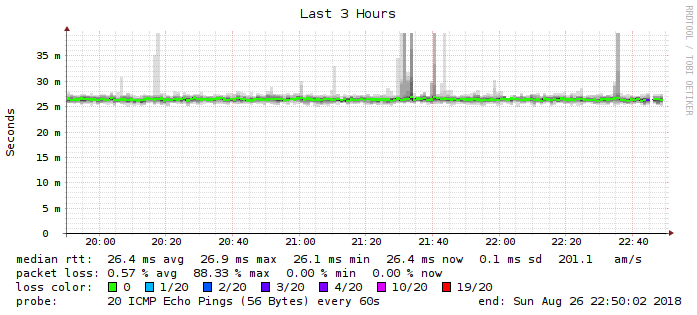 Last 3 Hours
RRDTOOL / TOBI OETIKER
Seconds
35 m
30 m
25 m
20 m
15 m
10 m
5 m
0
20:00 20:20 20:40 21:00 21:20 21:40 22:00 22:20 22:40
median rtt: 26.4 ms avg 26.9 ms max 26.1 ms min 26.4 ms now 0.1 ms sd 201.1 am/s
packet loss: 0.57 % avg 88.33 % max 0.00 % min 0.00 % now
loss color: 0 1/20 2/20 3/20 4/20 10/20 19/20
probe: 20 ICMP Echo Pings (56 Bytes) every 60s end: Sun Aug 26 22:50:02 2018